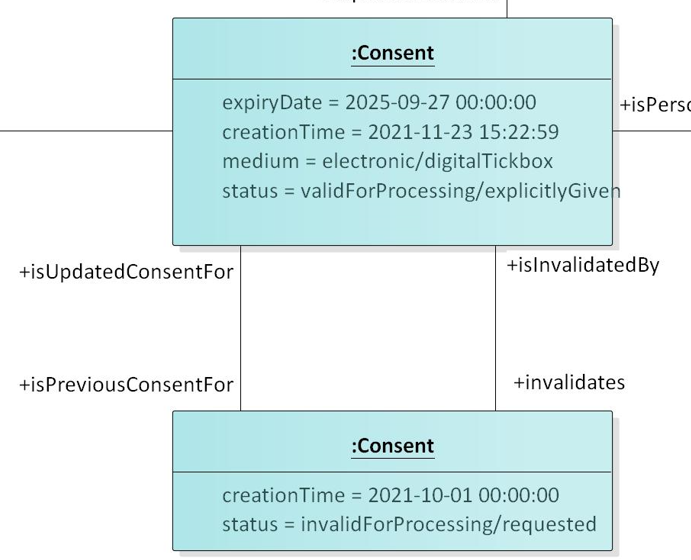 :Consent
expiryDate = 2025-09-27 00:00:00
creationTime = 2021-11-23 15:22:59
medium = electronic/digitalTickbox
status = validForProcessing/explicitlyGiven
+isUpdatedConsentFor
+isInvalidatedBy
+isPreviousConsentFor
+invalidates
:Consent
creationTime = 2021-10-01 00:00:00
status = invalidForProcessing/requested